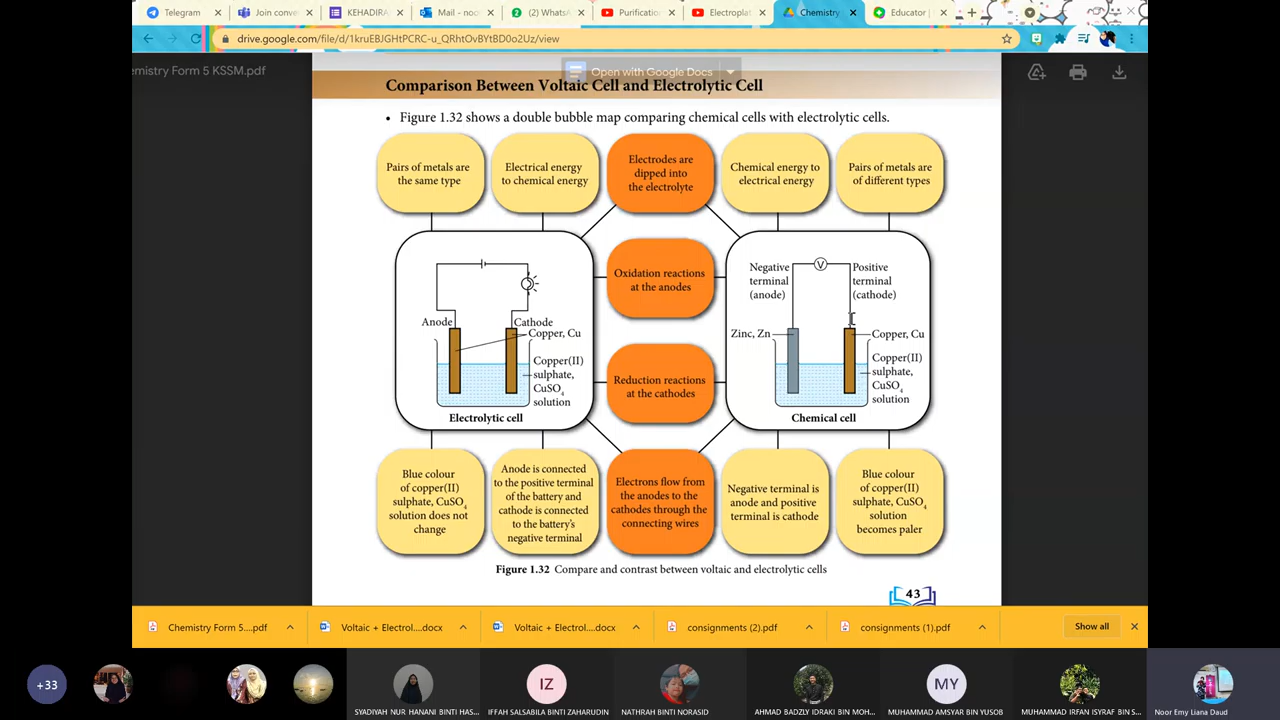 Telegram
Join conve
KEHADIRA
Mail - noo
(2) WhatsA
Purification
Electroplat
Chemistry
Educator
drive.google.com/file/d/1kruEBJGHtPCRC-u_QRhtOvBYtBD0o2Uz/view
emistry Form 5 KSSM.pdf
Open with Google Docs
Comparison Between Voltaic Cell and Electrolytic Cell
• Figure 1.32 shows a double bubble map comparing chemical cells with electrolytic cells.
Pairs of metals are
the same type
Electrical energy
to chemical energy
Electrodes are
dipped into
the electrolyte
Chemical energy to
electrical energy
Pairs of metals are
of different types
Anode
Cathode
Copper, Cu
Copper(II)
sulphate,
CuSO4
solution
Electrolytic cell
Oxidation reactions
at the anodes
Reduction reactions
at the cathodes
Negative
terminal
(anode)
V
Positive
terminal
(cathode)
Zinc, Zn
Copper, Cu
Copper(II)
sulphate,
CuSO4
solution
Chemical cell
Blue colour
of copper(II)
sulphate, CuSO4
solution does not
change
Anode is connected
to the positive terminal
of the battery and
cathode is connected
to the battery's
negative terminal
Electrons flow from
the anodes to the
cathodes through the
connecting wires
Negative terminal is
anode and positive
terminal is cathode
Blue colour
of copper(II)
sulphate, CuSO4
solution
becomes paler
Figure 1.32 Compare and contrast between voltaic and electrolytic cells
43
Chemistry Form 5....pdf
Voltaic + Electrol....docx
Voltaic + Electrol....docx
consignments (2).pdf
consignments (1).pdf
Show all
+33
IZ
MY
SYADIYAH NUR HANANI BINTI HAS...
IFFAH SALSABILA BINTI ZAHARUDIN
NATHRAH BINTI NORASID
AHMAD BADZLY IDRAKI BIN MOH...
MUHAMMAD AMSYAR BIN YUSOB
MUHAMMAD IRFAN ISYRAF BIN S...
Noor Emy Liana Daud